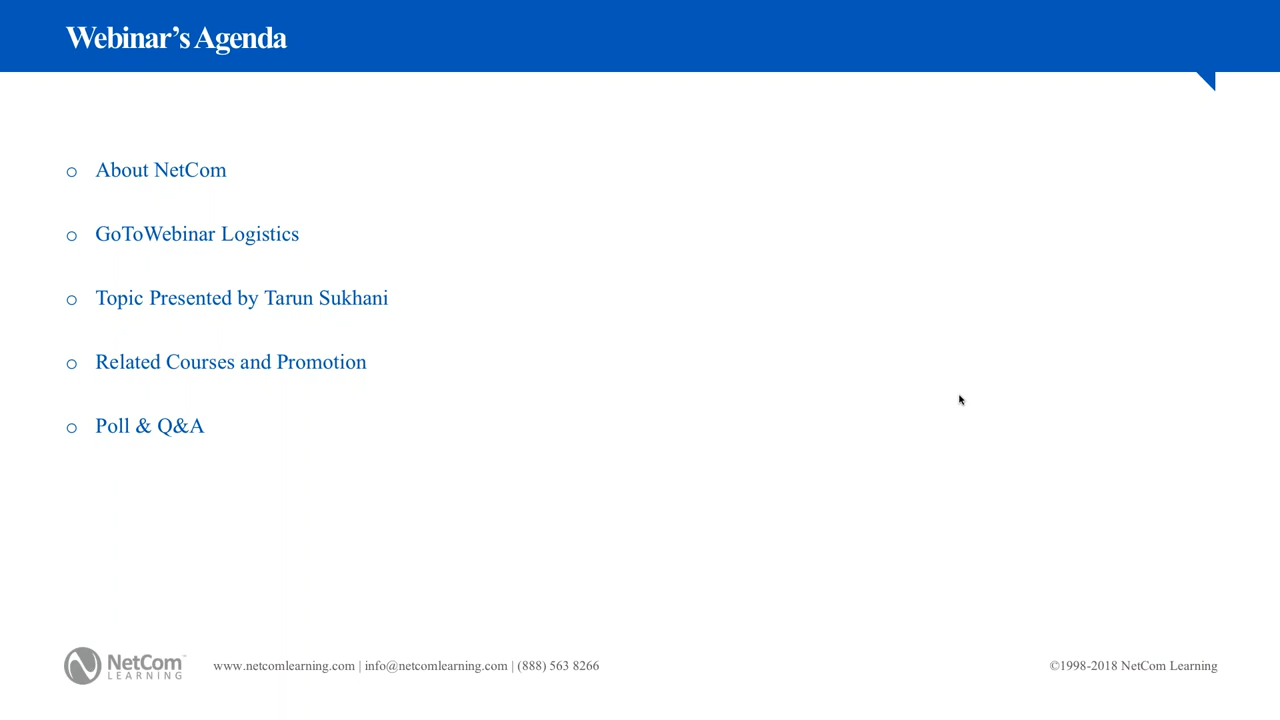 Webinar’s Agenda
o About NetCom
o GoToWebinar Logistics
o Topic Presented by Tarun Sukhani
o Related Courses and Promotion
o Poll & Q&A
NetCom™
LEARNING
www.netcomlearning.com | info@netcomlearning.com | (888) 563 8266
©1998-2018 NetCom Learning